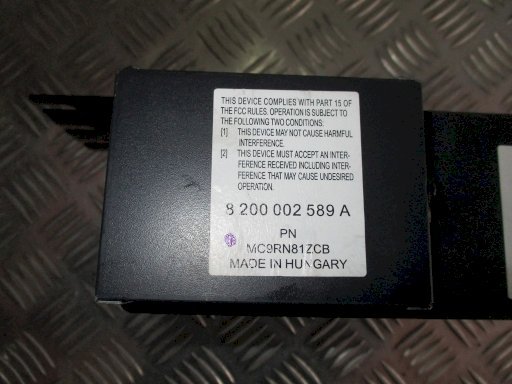 THIS DEVICE COMPLIES WITH PART 15 OF
THE FCC RULES. OPERATION IS SUBJECT TO
THE FOLLOWING TWO CONDITIONS:
[1] THIS DEVICE MAY NOT CAUSE HARMFUL
INTERFERENCE.
[2] THIS DEVICE MUST ACCEPT AN INTER-
FERENCE RECEIVED INCLUDING INTER-
FERENCE THAT MAY CAUSE UNDESIRED
OPERATION.
8 200 002 589 A
PN
MC9RN81ZCB
MADE IN HUNGARY